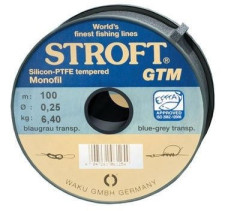 World's
finest fishing lines
STROFT®
Silicon-PTFE tempered
Monofil
GTM
m: 100
Ø: 0,25
kg: 6,40
APPROVED
blaugrau transp.
blue-grey transp.
WAKU GMBH GERMANY